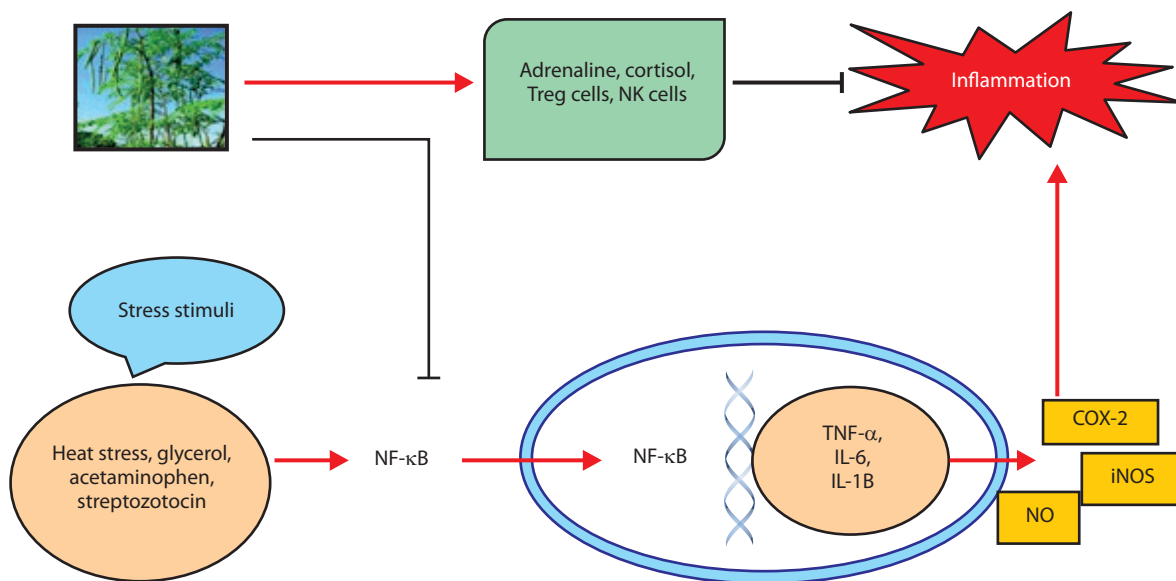 Adrenaline, cortisol,
Treg cells, NK cells
Inflammation
Stress stimuli
Heat stress, glycerol,
acetaminophen,
streptozotocin
NF-κB
NF-κB
TNF-α,
IL-6,
IL-1B
COX-2
iNOS
NO